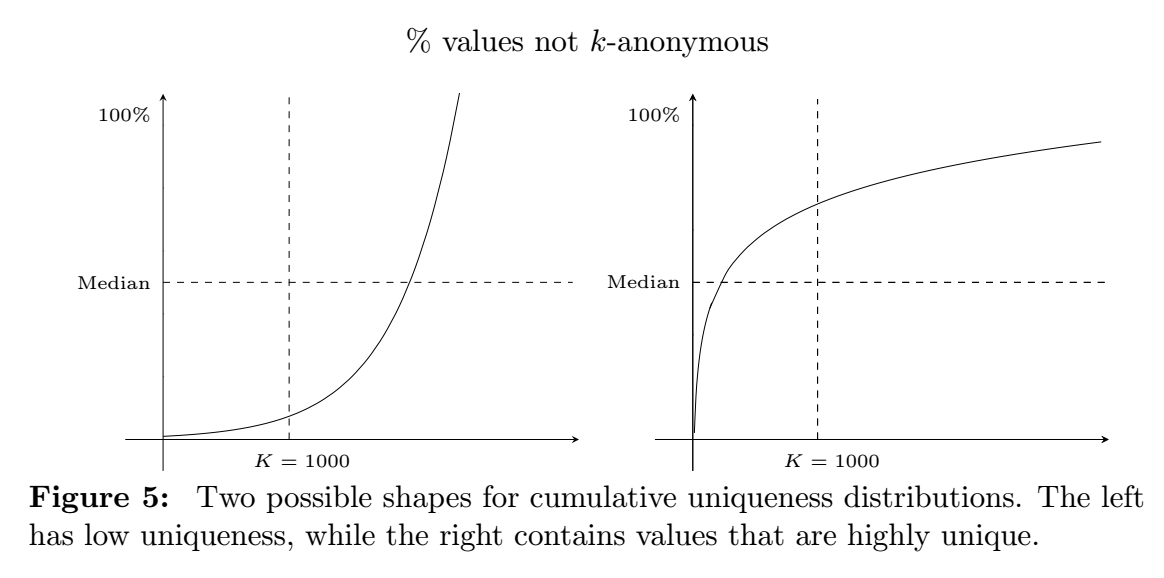 % values not k-anonymous
100%
100%
Median
Median
K = 1000
K = 1000
Figure 5: Two possible shapes for cumulative uniqueness distributions. The left
has low uniqueness, while the right contains values that are highly unique.